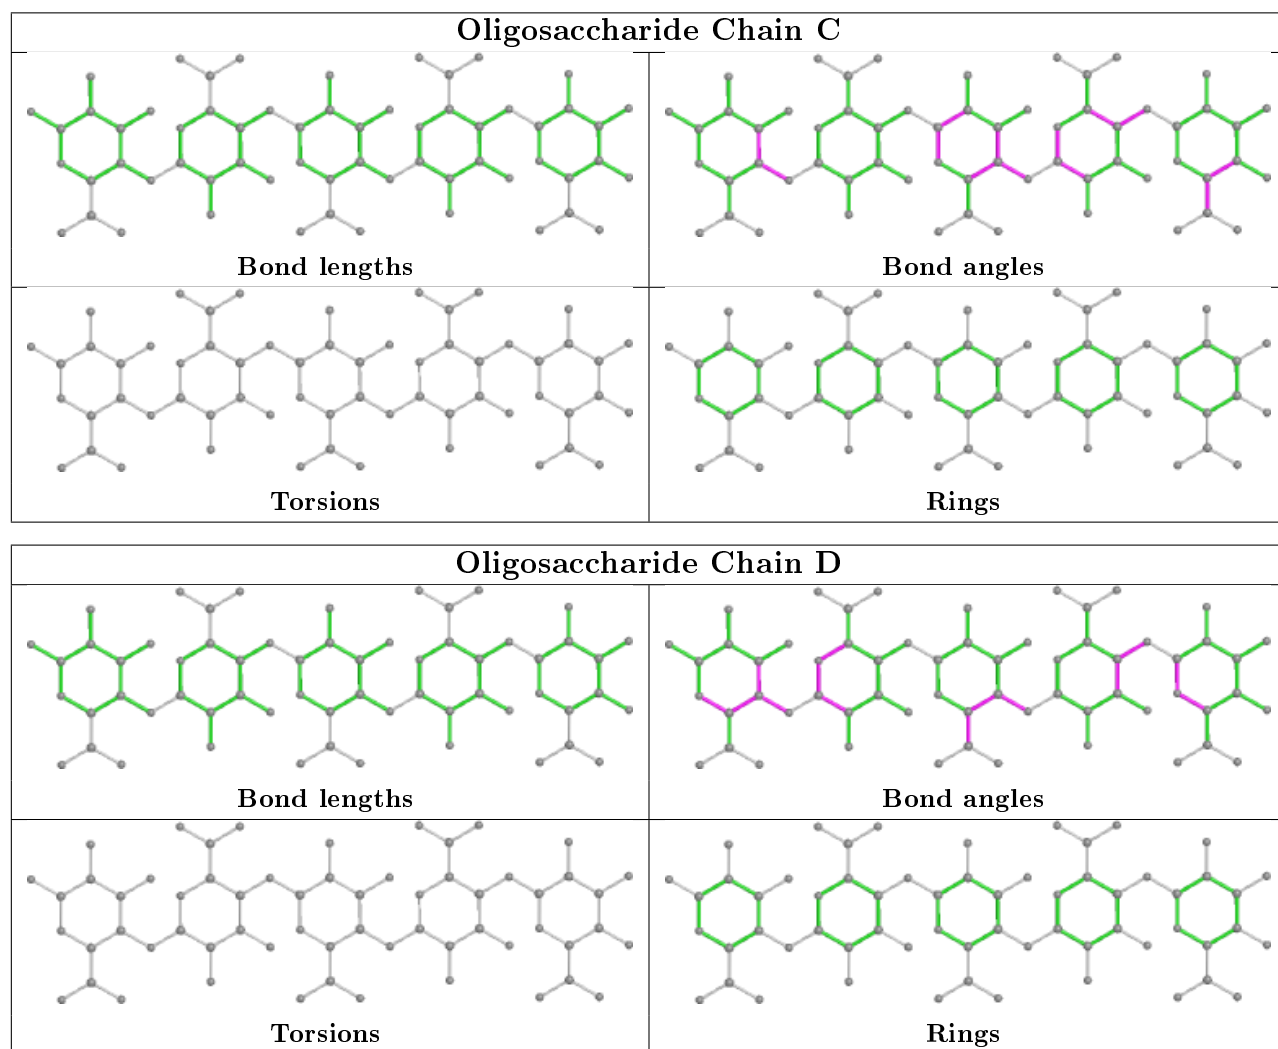 Oligosaccharide Chain C
Bond lengths
Bond angles
Torsions
Rings
Oligosaccharide Chain D
Bond lengths
Bond angles
Torsions
Rings